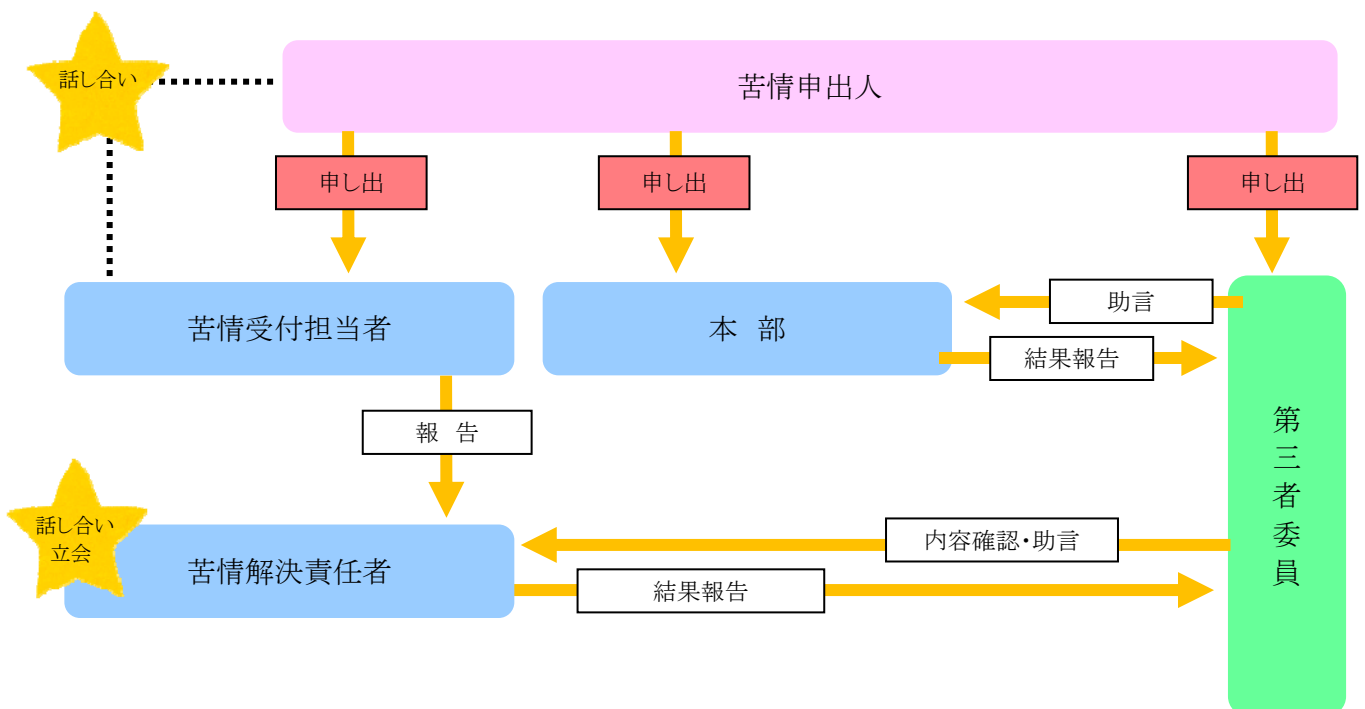 話し合い
苦情申出人
申し出
申し出
申し出
苦情受付担当者
本 部
助言
結果報告
報 告
第三者委員
話し合い
立会
苦情解決責任者
内容確認・助言
結果報告